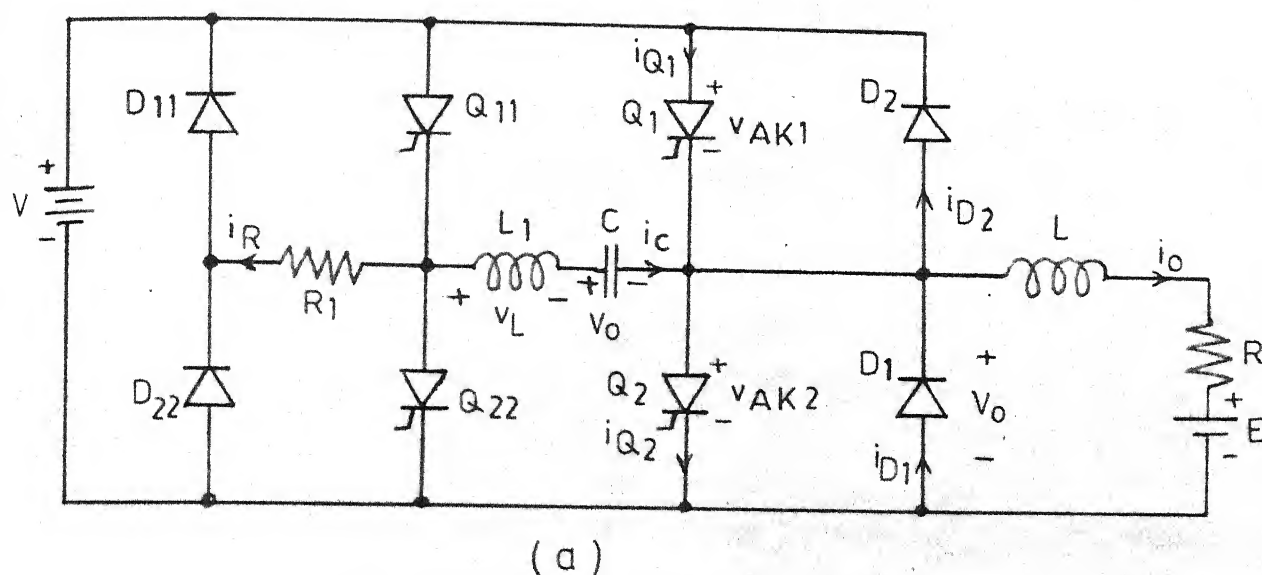 iQ1
+
D11
Q11
Q1
VAK1
-
D2
+
V
-
iR
R1
L1
+
VL
-
C
+
-
Vo
ic
iD2
L
io
R
+
E
-
D22
Q22
Q2
+
VAK2
-
iQ2
D1
+
Vo
-
iD1
(a)